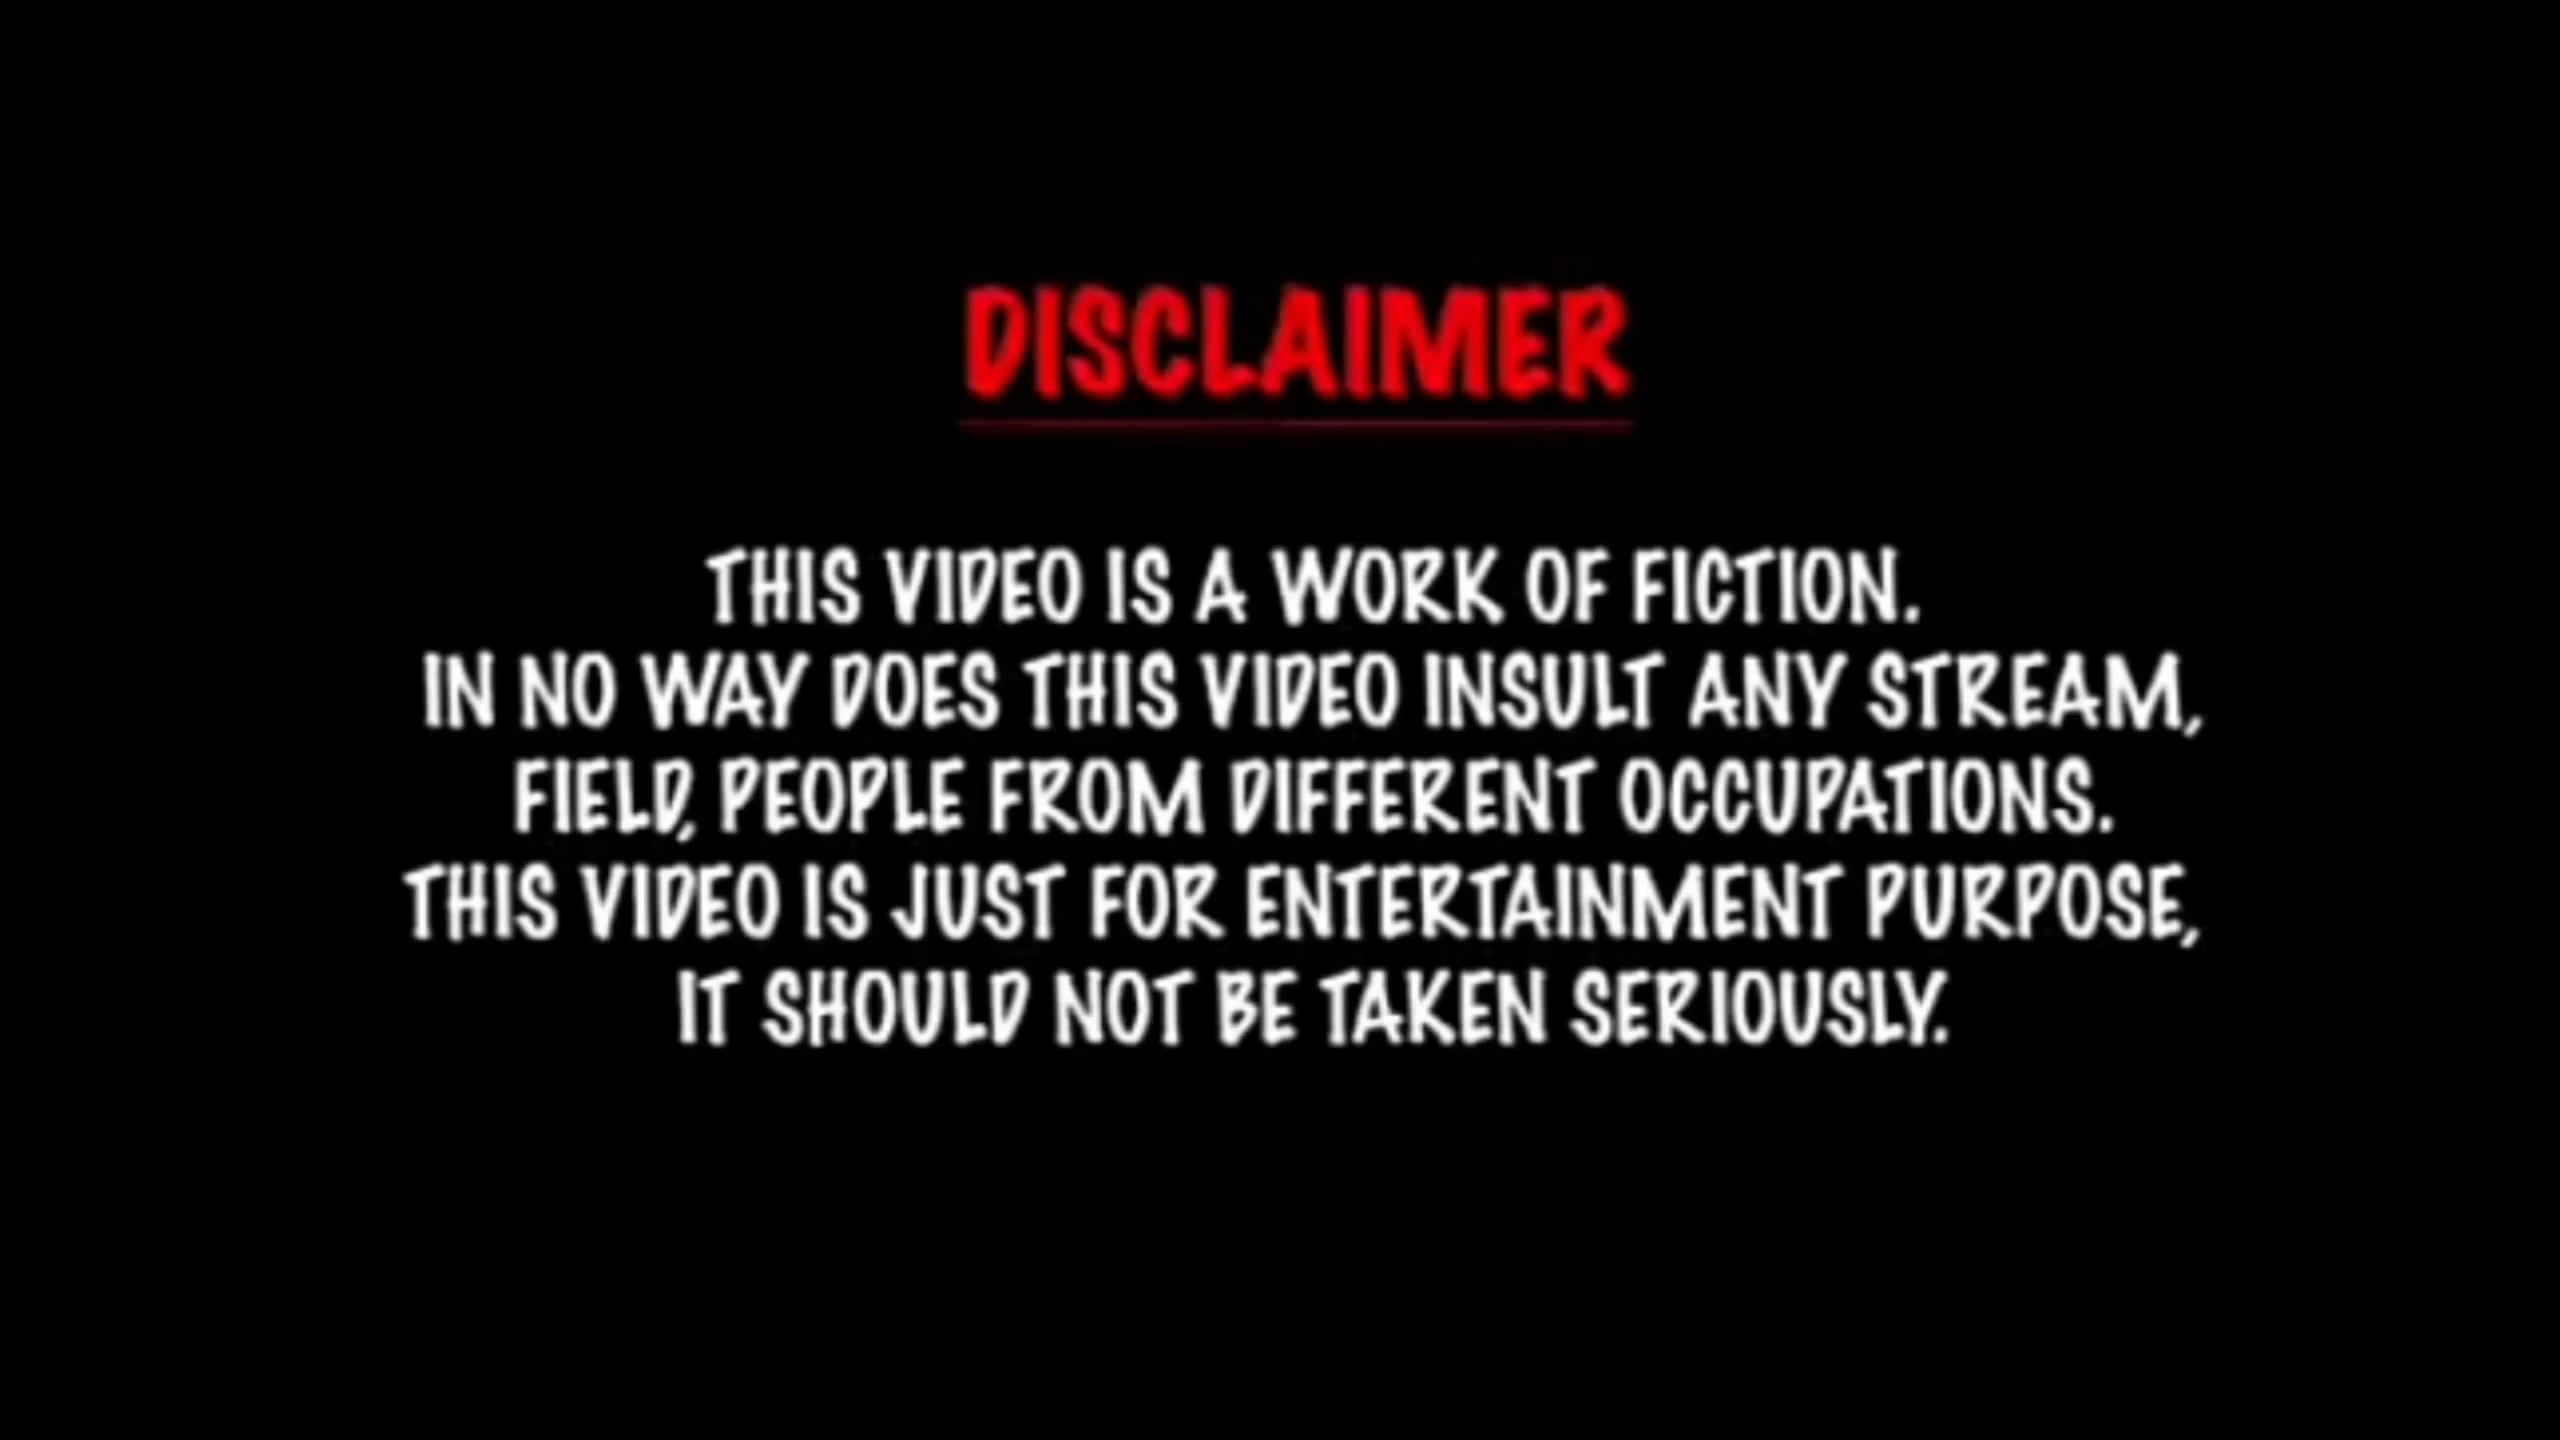 DISCLAIMER
THIS VIDEO IS A WORK OF FICTION.
IN NO WAY DOES THIS VIDEO INSULT ANY STREAM,
FIELD, PEOPLE FROM DIFFERENT OCCUPATIONS.
THIS VIDEO IS JUST FOR ENTERTAINMENT PURPOSE,
IT SHOULD NOT BE TAKEN SERIOUSLY.